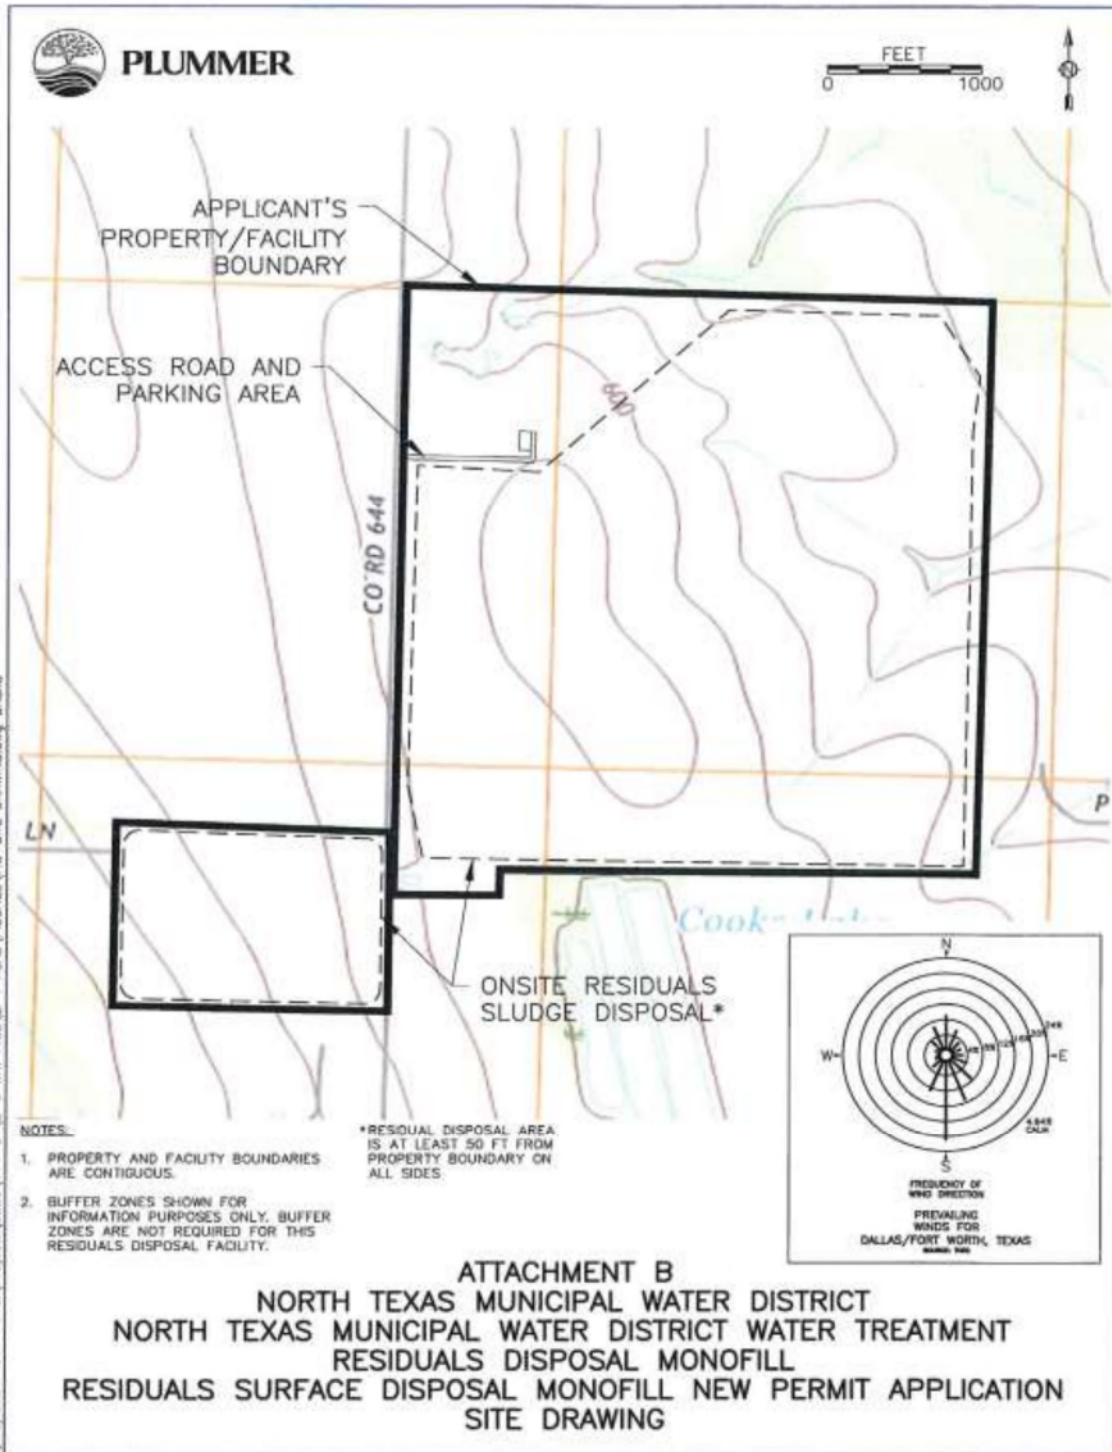 PLUMMER
FEET
0 1000
APPLICANT'S
PROPERTY/FACILITY
BOUNDARY
ACCESS ROAD AND
PARKING AREA
600
CO RD 644
LN
P
ONSITE RESIDUALS
SLUDGE DISPOSAL*
N
W
E
S
FREQUENCY OF
WIND DIRECTION
PREVAILING
WINDS FOR
DALLAS/FORT WORTH, TEXAS
NOTES:
1. PROPERTY AND FACILITY BOUNDARIES
ARE CONTIGUOUS.
2. BUFFER ZONES SHOWN FOR
INFORMATION PURPOSES ONLY. BUFFER
ZONES ARE NOT REQUIRED FOR THIS
RESIDUALS DISPOSAL FACILITY.
*RESIDUAL DISPOSAL AREA
IS AT LEAST 50 FT FROM
PROPERTY BOUNDARY ON
ALL SIDES
ATTACHMENT B
NORTH TEXAS MUNICIPAL WATER DISTRICT
NORTH TEXAS MUNICIPAL WATER DISTRICT WATER TREATMENT
RESIDUALS DISPOSAL MONOFILL
RESIDUALS SURFACE DISPOSAL MONOFILL NEW PERMIT APPLICATION
SITE DRAWING